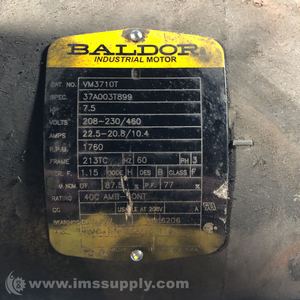 BALDOR
INDUSTRIAL MOTOR
CAT. NO. VM3710T
SPEC. 37A003T899
HP 7.5
VOLTS 208-230/460
AMPS 22.5-20.8/10.4
R.P.M. 1760
FRAME 213TC HZ 60 PH 3
SER. F. 1.15 CODE H DES B CLASS F
NOM EFF 87.5 % P.F. 77 %
RATING 40C AMB-CONT
CC USABLE AT 208V A
6206
www.imssupply.com